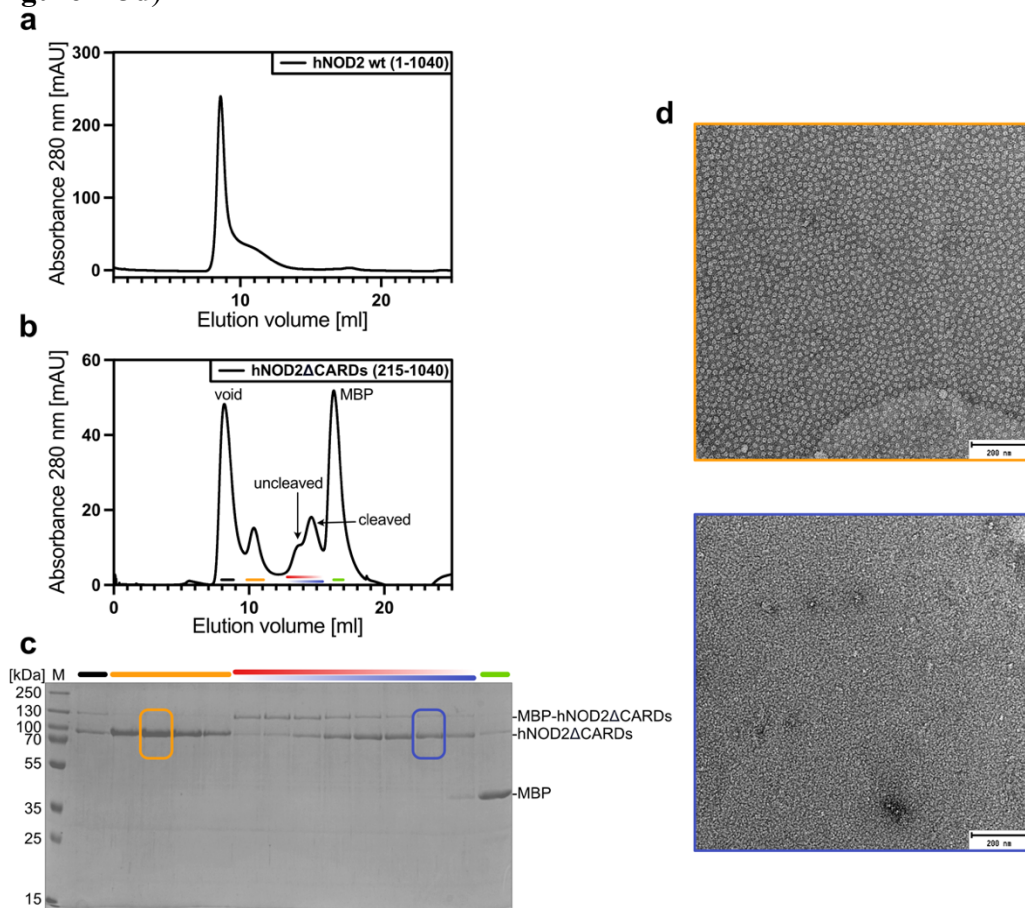 a
300
200
100
0
Absorbance 280 nm [mAU]
hNOD2 wt (1-1040)
10
20
Elution volume [ml]
b
60
40
20
0
Absorbance 280 nm [mAU]
hNOD2ΔCARDs (215-1040)
void
MBP
uncleaved
cleaved
0
10
20
Elution volume [ml]
c
[kDa] M
250
130
100
70
55
35
25
15
-MBP-hNOD2ΔCARDs
-hNOD2ΔCARDs
-MBP
d
200 nm
200 nm